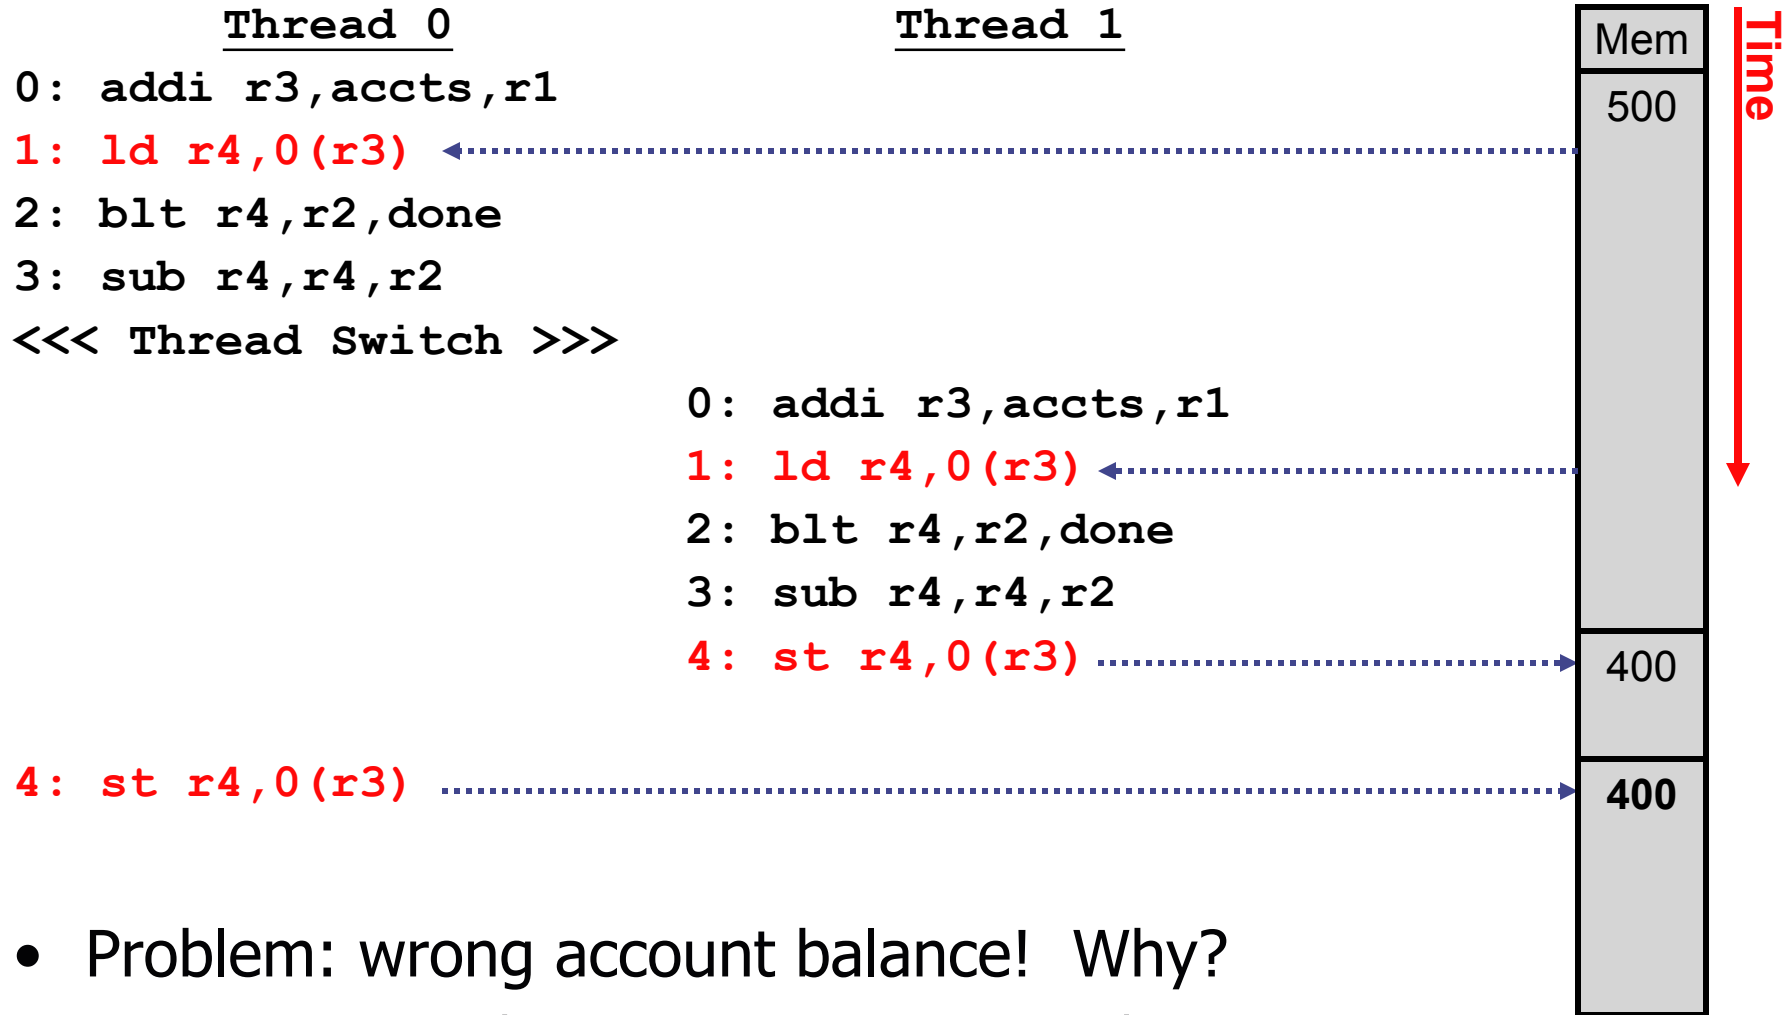 Thread 0 Thread 1 Mem
Time
0: addi r3,accts,r1
500
1: ld r4,0(r3)
2: blt r4,r2,done
3: sub r4,r4,r2
<<< Thread Switch >>>
0: addi r3,accts,r1
1: ld r4,0(r3)
2: blt r4,r2,done
3: sub r4,r4,r2
4: st r4,0(r3) 400
4: st r4,0(r3) 400
• Problem: wrong account balance! Why?